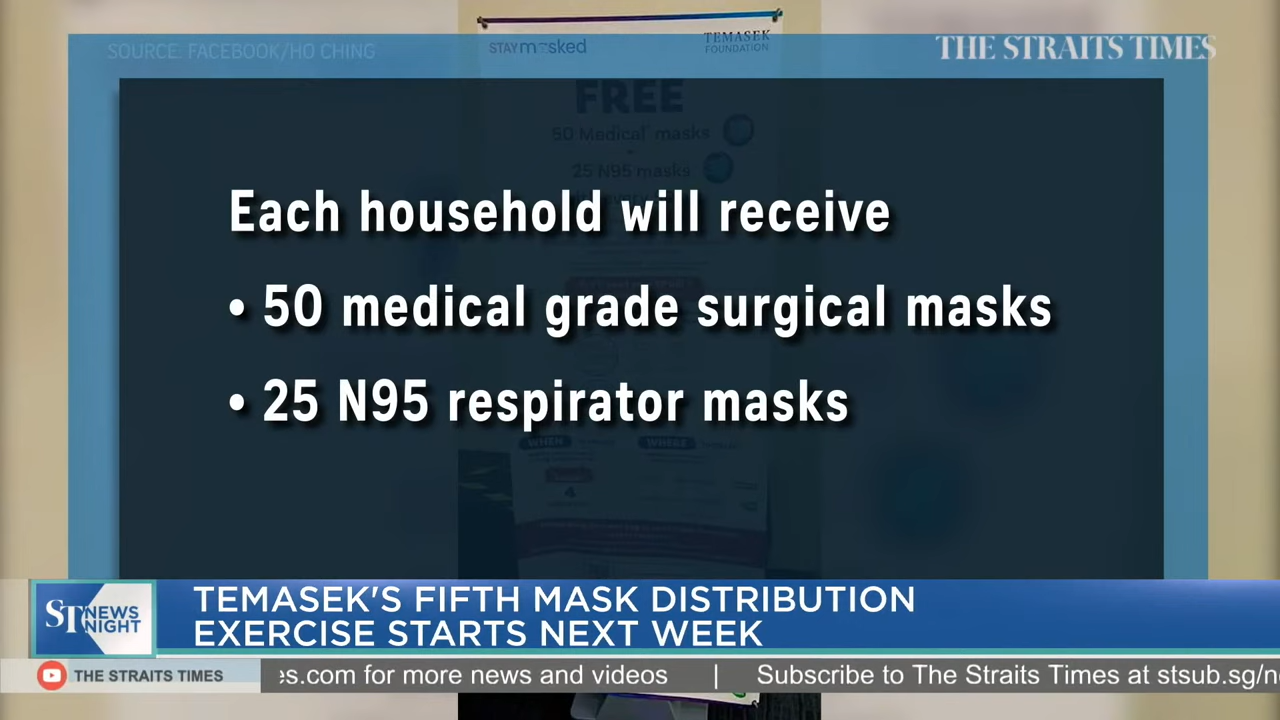 SOURCE: FACEBOOK/HO CHING
THE STRAITS TIMES
STAYmasked
TEMASEK
FOUNDATION
FREE
50 Medical masks
25 N95 masks
Each household will receive
• 50 medical grade surgical masks
• 25 N95 respirator masks
WHEN
WHERE
TEMASEK'S FIFTH MASK DISTRIBUTION
EXERCISE STARTS NEXT WEEK
ST NEWS
NIGHT
THE STRAITS TIMES
es.com for more news and videos | Subscribe to The Straits Times at stsub.sg/n